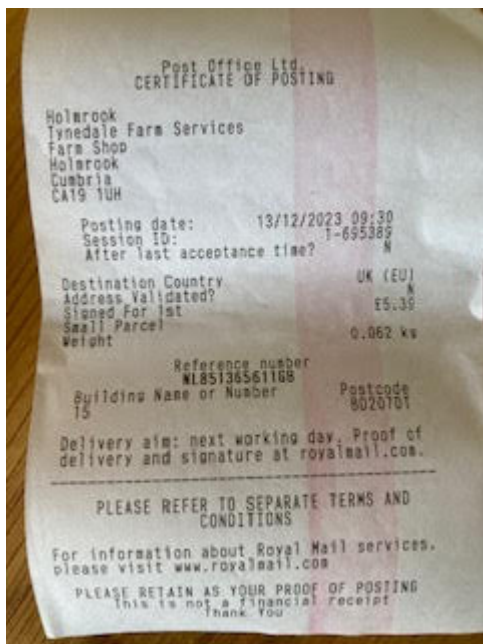 Post Office Ltd.
CERTIFICATE OF POSTING
Holmrook
Tynedale Farm Services
Farm Shop
Holmrook
Cumbria
CA19 1UH
Posting date: 13/12/2023 09:30
Session ID: 1-695389
After last acceptance time? N
Destination Country UK (EU)
Address Validated? N
Signed For 1st £5.39
Small Parcel
Weight 0.062 kg
Reference number
WL851365611GB
Building Name or Number Postcode
15
Delivery aim: next working day. Proof of
delivery and signature at royalmail.com.
PLEASE REFER TO SEPARATE TERMS AND
CONDITIONS
For information about Royal Mail services,
please visit www.royalmail.com
PLEASE RETAIN AS YOUR PROOF OF POSTING
This is not a financial receipt
Thank You